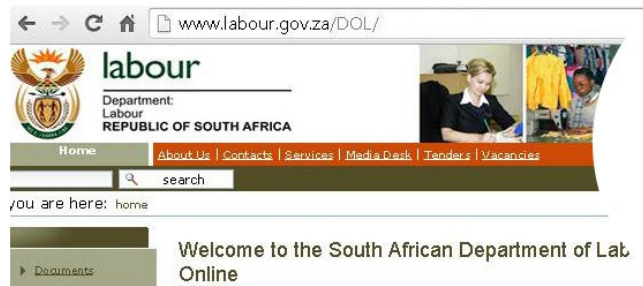 www.labour.gov.za/DOL/
labour
Department:
Labour
REPUBLIC OF SOUTH AFRICA
Home
About Us | Contacts | Services | Media Desk | Tenders | Vacancies
search
you are here: home
Welcome to the South African Department of
Documents
Online